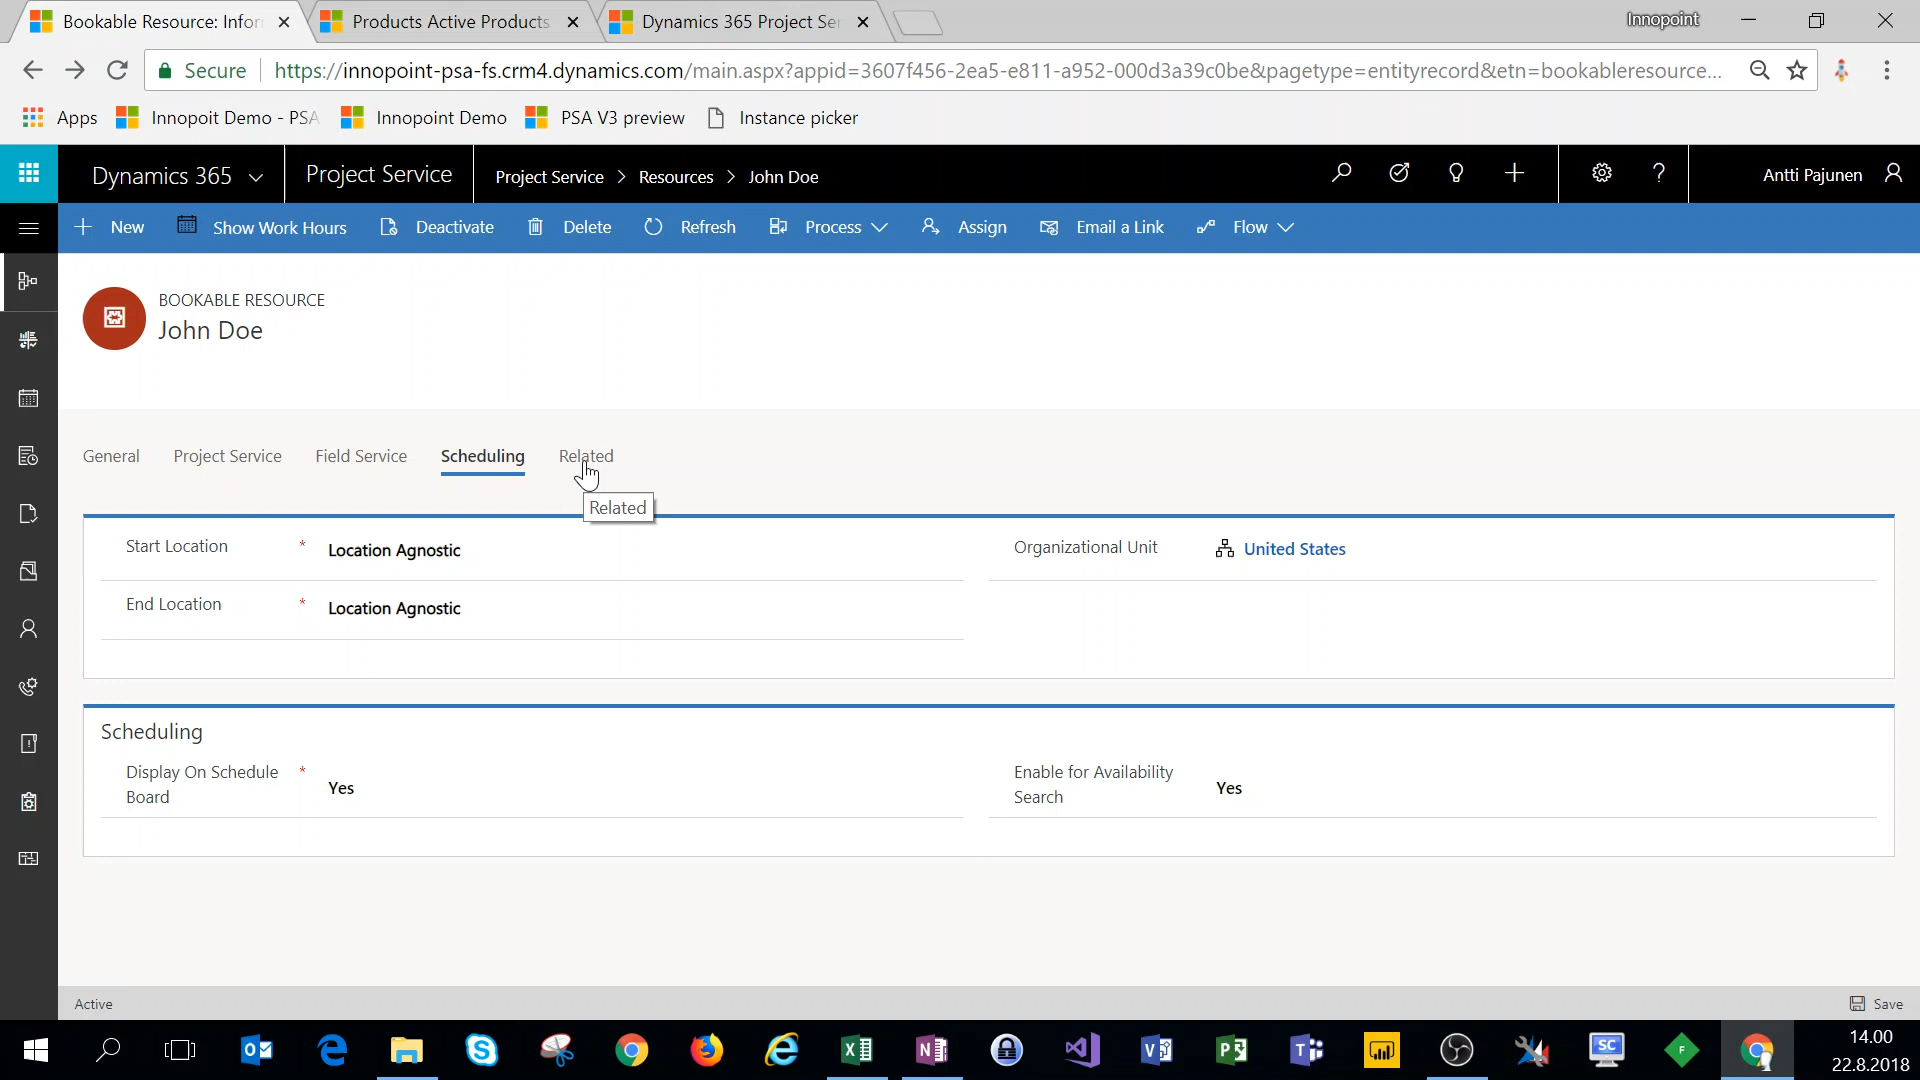 Bookable Resource: Infor
Products Active Products
Dynamics 365 Project Ser
Innopoint
Secure
https://innopoint-psa-fs.crm4.dynamics.com/main.aspx?appid=3607f456-2ea5-e811-a952-000d3a39c0be&pagetype=entityrecord&etn=bookableresource...
Apps
Innopoit Demo - PSA
Innopoint Demo
PSA V3 preview
Instance picker
Dynamics 365
Project Service
Project Service > Resources > John Doe
Antti Pajunen
New
Show Work Hours
Deactivate
Delete
Refresh
Process
Assign
Email a Link
Flow
BOOKABLE RESOURCE
John Doe
General
Project Service
Field Service
Scheduling
Related
Related
Start Location * Location Agnostic
Organizational Unit
United States
End Location * Location Agnostic
Scheduling
Display On Schedule
Board
* Yes
Enable for Availability
Search
Yes
Active
Save
14.00
22.8.2018